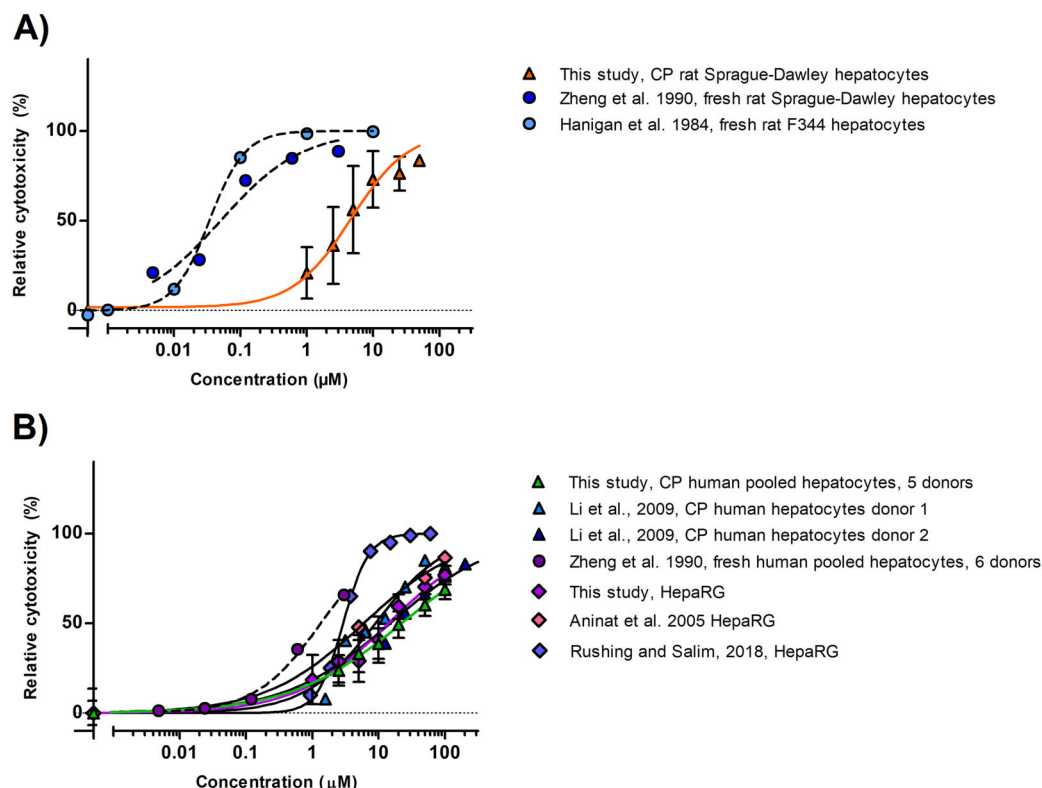 A)
Relative cytotoxicity (%)
100
50
0
0.01 0.1 1 10 100
Concentration (µM)
This study, CP rat Sprague-Dawley hepatocytes
Zheng et al. 1990, fresh rat Sprague-Dawley hepatocytes
Hanigan et al. 1984, fresh rat F344 hepatocytes
B)
Relative cytotoxicity (%)
100
50
0
0.01 0.1 1 10 100
Concentration (µM)
This study, CP human pooled hepatocytes, 5 donors
Li et al., 2009, CP human hepatocytes donor 1
Li et al., 2009, CP human hepatocytes donor 2
Zheng et al. 1990, fresh human pooled hepatocytes, 6 donors
This study, HepaRG
Aninat et al. 2005 HepaRG
Rushing and Salim, 2018, HepaRG